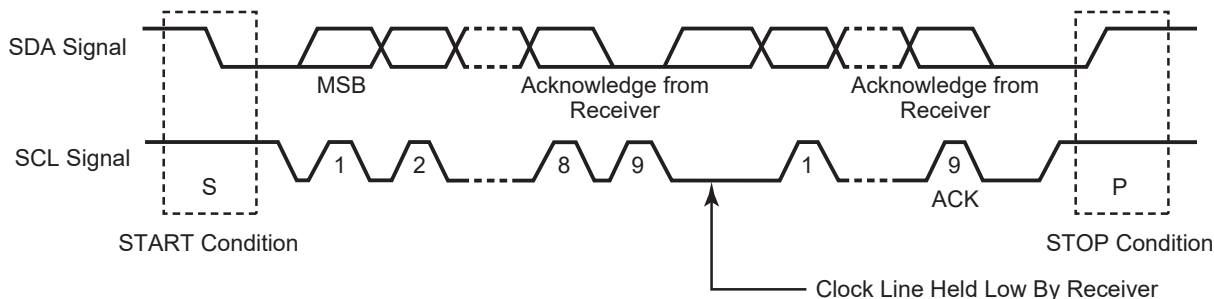 SDA Signal
MSB
Acknowledge from
Receiver
Acknowledge from
Receiver
SCL Signal
S
1
2
8
9
1
9
ACK
P
START Condition
STOP Condition
Clock Line Held Low By Receiver